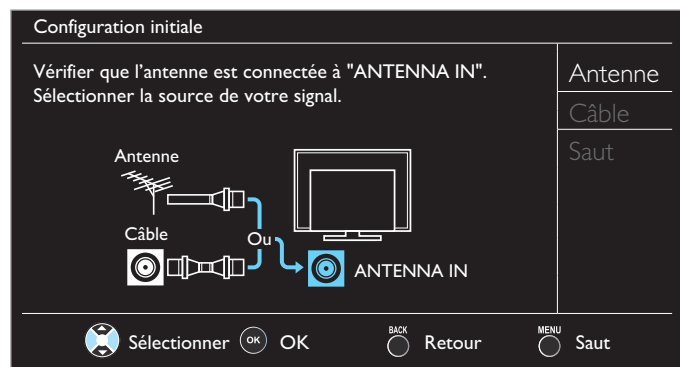 Configuration initiale
Vérifier que l'antenne est connectée à "ANTENNA IN".
Sélectionner la source de votre signal.
Antenne
Câble
Saut
Antenne
Câble
Ou
ANTENNA IN
Sélectionner OK OK BACK Retour MENU Saut